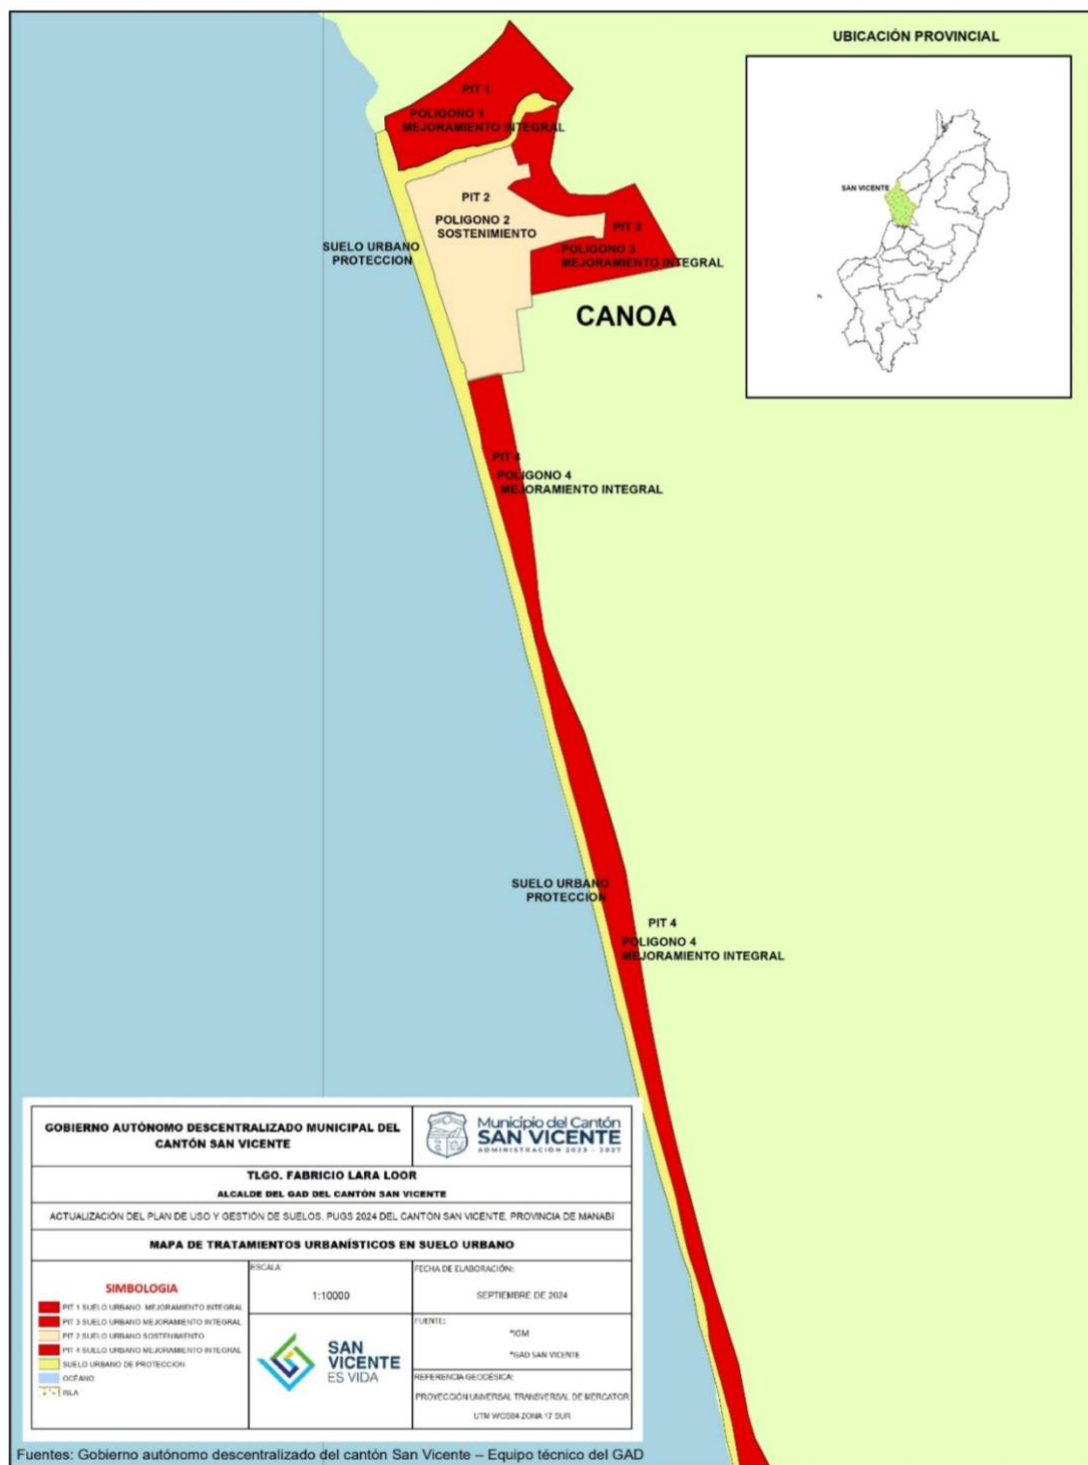 UBICACIÓN PROVINCIAL
SAN VICENTE
PIT 1
POLIGONO 1
MEJORAMIENTO INTEGRAL
PIT 2
POLIGONO 2
SOSTENIMIENTO
PIT 3
POLIGONO 3
MEJORAMIENTO INTEGRAL
SUELO URBANO
PROTECCION
CANOA
PIT 4
POLIGONO 4
MEJORAMIENTO INTEGRAL
SUELO URBANO
PROTECCION
PIT 4
POLIGONO 4
MEJORAMIENTO INTEGRAL
GOBIERNO AUTÓNOMO DESCENTRALIZADO MUNICIPAL DEL
CANTÓN SAN VICENTE
Municipio del Cantón
SAN VICENTE
ADMINISTRACIÓN 2023 - 2027
TLGO. FABRICIO LARA LOOR
ALCALDE DEL GAD DEL CANTÓN SAN VICENTE
ACTUALIZACIÓN DEL PLAN DE USO Y GESTIÓN DE SUELOS, PUGS 2024 DEL CANTÓN SAN VICENTE, PROVINCIA DE MANABÍ
MAPA DE TRATAMIENTOS URBANÍSTICOS EN SUELO URBANO
SIMBOLOGIA
PIT 1 SUELO URBANO MEJORAMIENTO INTEGRAL
PIT 3 SUELO URBANO MEJORAMIENTO INTEGRAL
PIT 2 SUELO URBANO SOSTENIMIENTO
PIT 4 SUELO URBANO MEJORAMIENTO INTEGRAL
SUELO URBANO DE PROTECCION
OCÉANO
ISLA
ESCALA:
1:10000
SAN
VICENTE
ES VIDA
FECHA DE ELABORACIÓN:
SEPTIEMBRE DE 2024
FUENTE:
*IGM
*GAD SAN VICENTE
REFERENCIA GEODÉSICA:
PROYECCIÓN UNIVERSAL TRANSVERSAL DE MERCATOR
UTM WGS84 ZONA 17 SUR
Fuentes: Gobierno autónomo descentralizado del cantón San Vicente – Equipo técnico del GAD